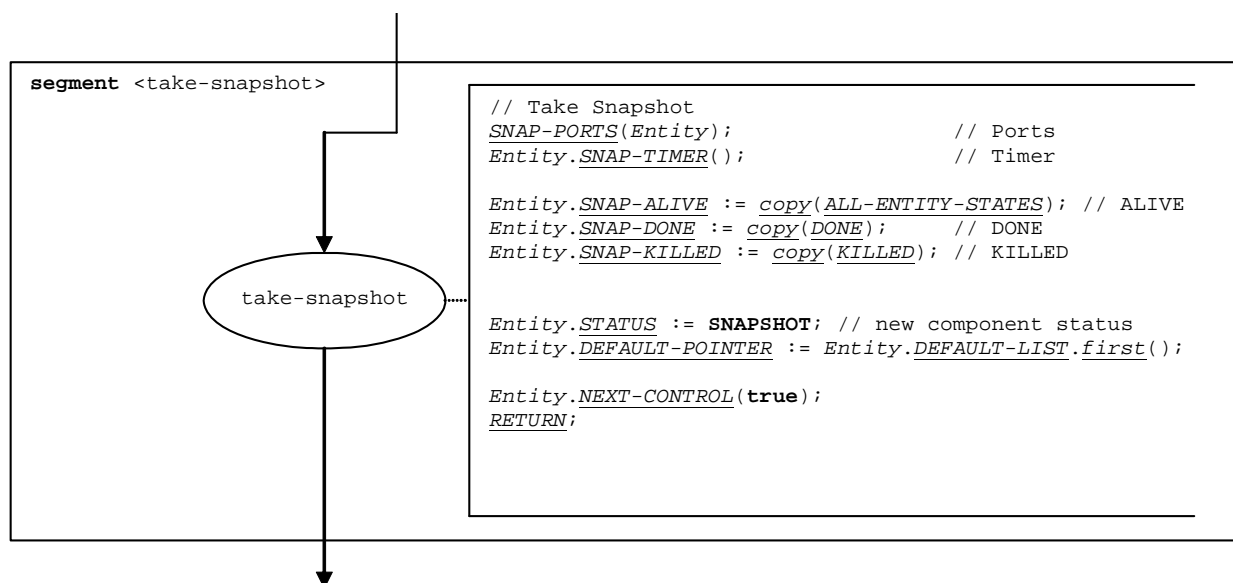 segment <take-snapshot>
// Take Snapshot
SNAP-PORTS(Entity); // Ports
Entity.SNAP-TIMER(); // Timer
Entity.SNAP-ALIVE := copy(ALL-ENTITY-STATES); // ALIVE
Entity.SNAP-DONE := copy(DONE); // DONE
Entity.SNAP-KILLED := copy(KILLED); // KILLED
take-snapshot
Entity.STATUS := SNAPSHOT; // new component status
Entity.DEFAULT-POINTER := Entity.DEFAULT-LIST.first();
Entity.NEXT-CONTROL(true);
RETURN;